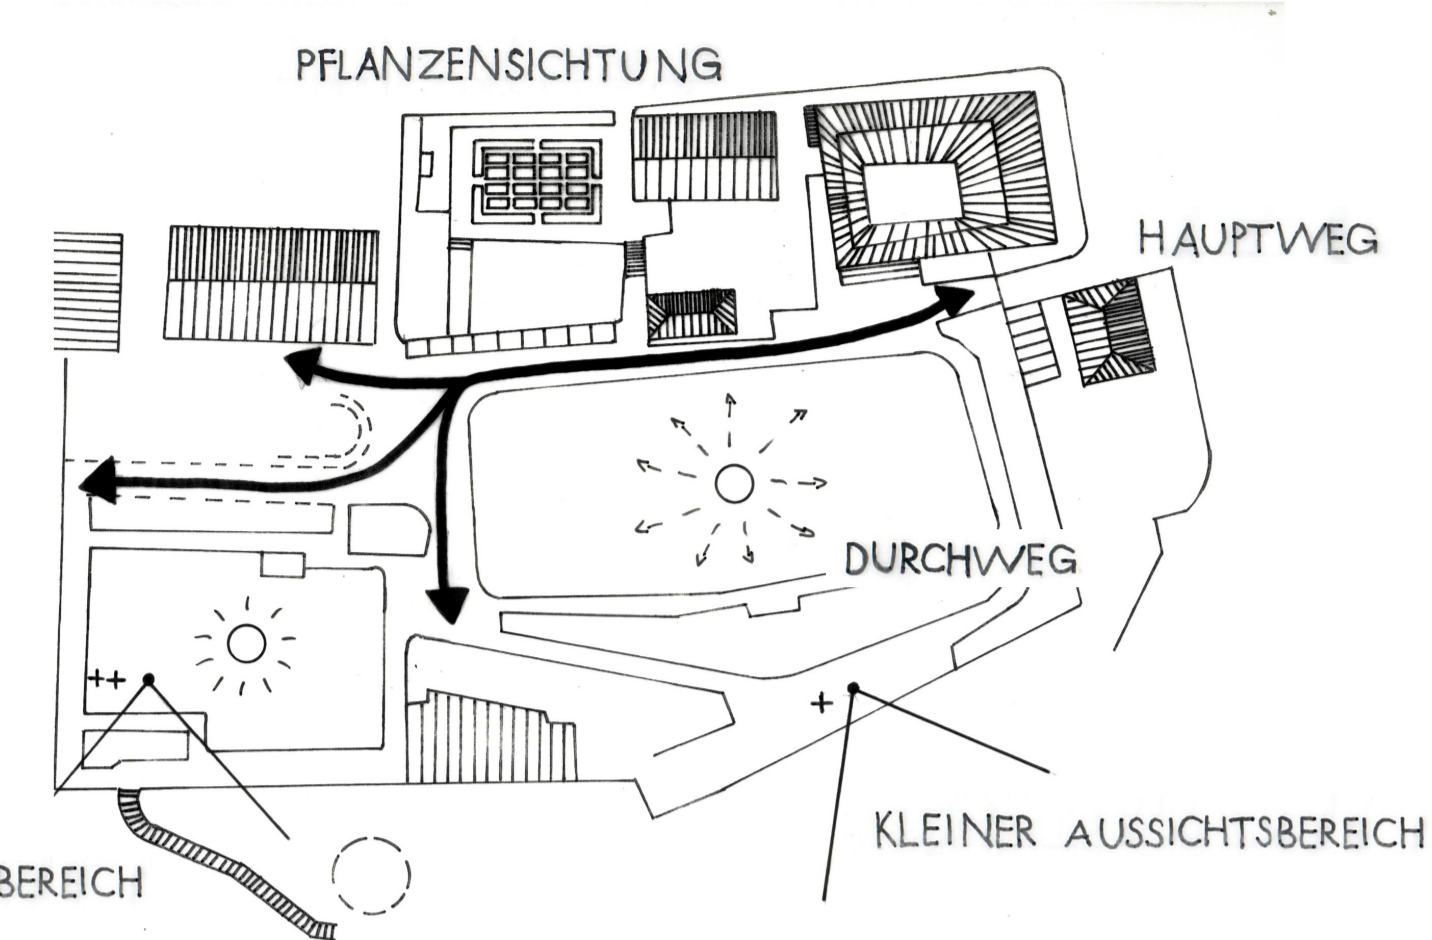 PFLANZENSICHTUNG
HAUPTWEG
DURCHWEG
++
+
KLEINER AUSSICHTSBEREICH
BEREICH